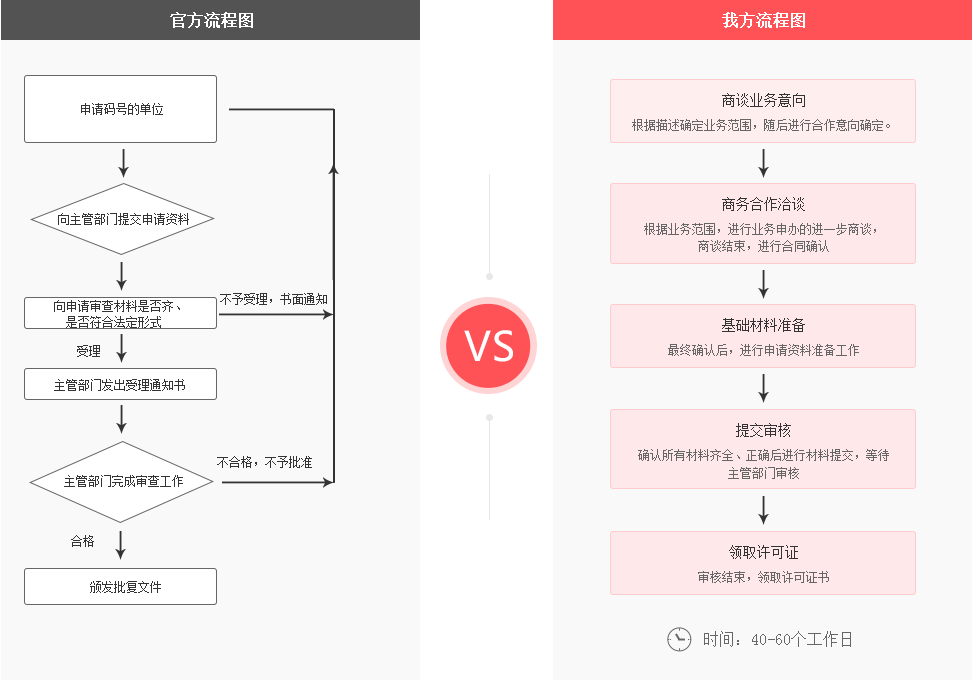 官方流程图
申请码号的单位
向主管部门提交申请资料
向申请审查材料是否齐、
是否符合法定形式
不予受理，书面通知
受理
主管部门发出受理通知书
主管部门完成审查工作
不合格，不予批准
合格
颁发批复文件
VS
我方流程图
商谈业务意向
根据描述确定业务范围，随后进行合作意向确定。
商务合作洽谈
根据业务范围，进行业务申办的进一步商谈，
商谈结束，进行合同确认
基础材料准备
最终确认后，进行申请资料准备工作
提交审核
确认所有材料齐全、正确后进行材料提交，等待
主管部门审核
领取许可证
审核结束，领取许可证书
时间：40-60个工作日